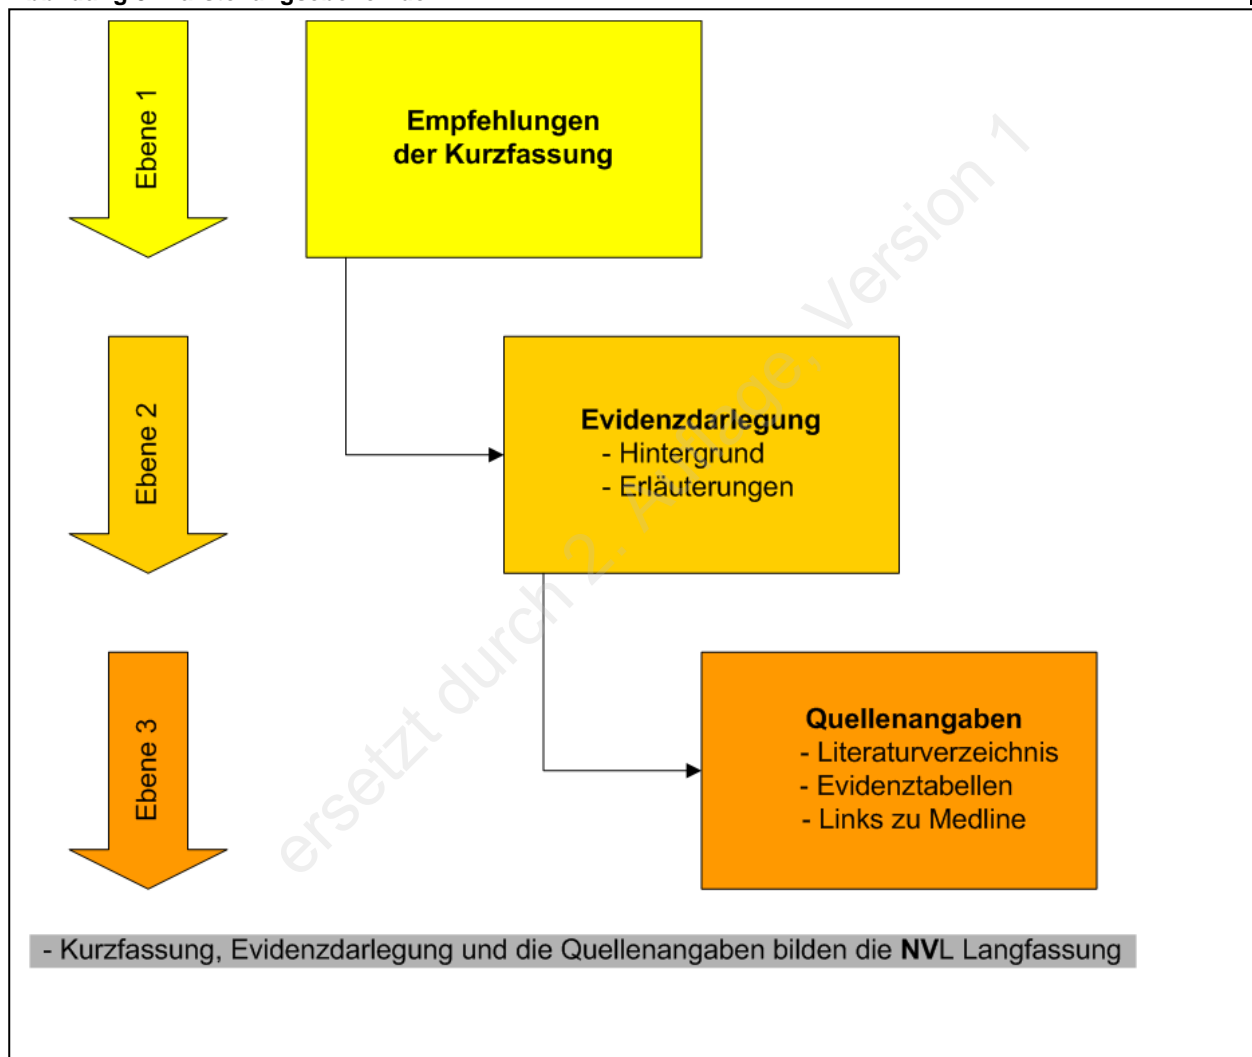 Ebene 1
Empfehlungen
der Kurzfassung
Ebene 2
Evidenzdarlegung
- Hintergrund
- Erläuterungen
Ebene 3
Quellenangaben
- Literaturverzeichnis
- Evidenztabellen
- Links zu Medline
- Kurzfassung, Evidenzdarlegung und die Quellenangaben bilden die NVL Langfassung
ersetzt durch 2. Auflage, Version 1